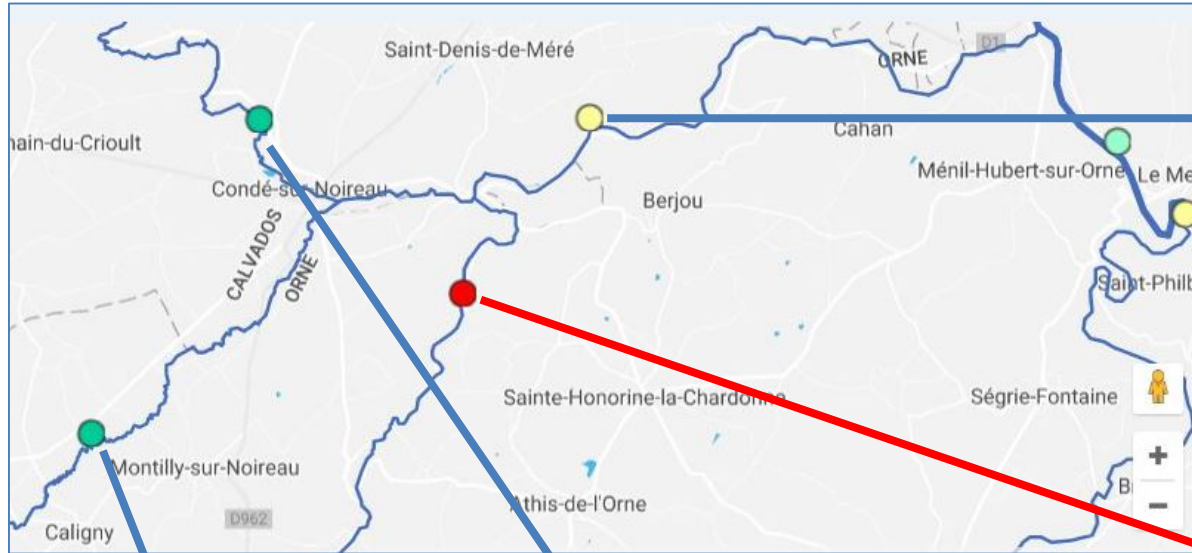 Saint-Denis-de-Méré
D1
ORNE
Cahan
nain-du-Crioult
Ménil-Hubert-sur-Orne
Le Me
Condé-sur-Noireau
Berjou
CALVADOS
ORNE
Saint-Philb
Sainte-Honorine-la-Chardonne
Ségrie-Fontaine
Montilly-sur-Noireau
Athis-de-l'Orne
D962
Caligny
+
−